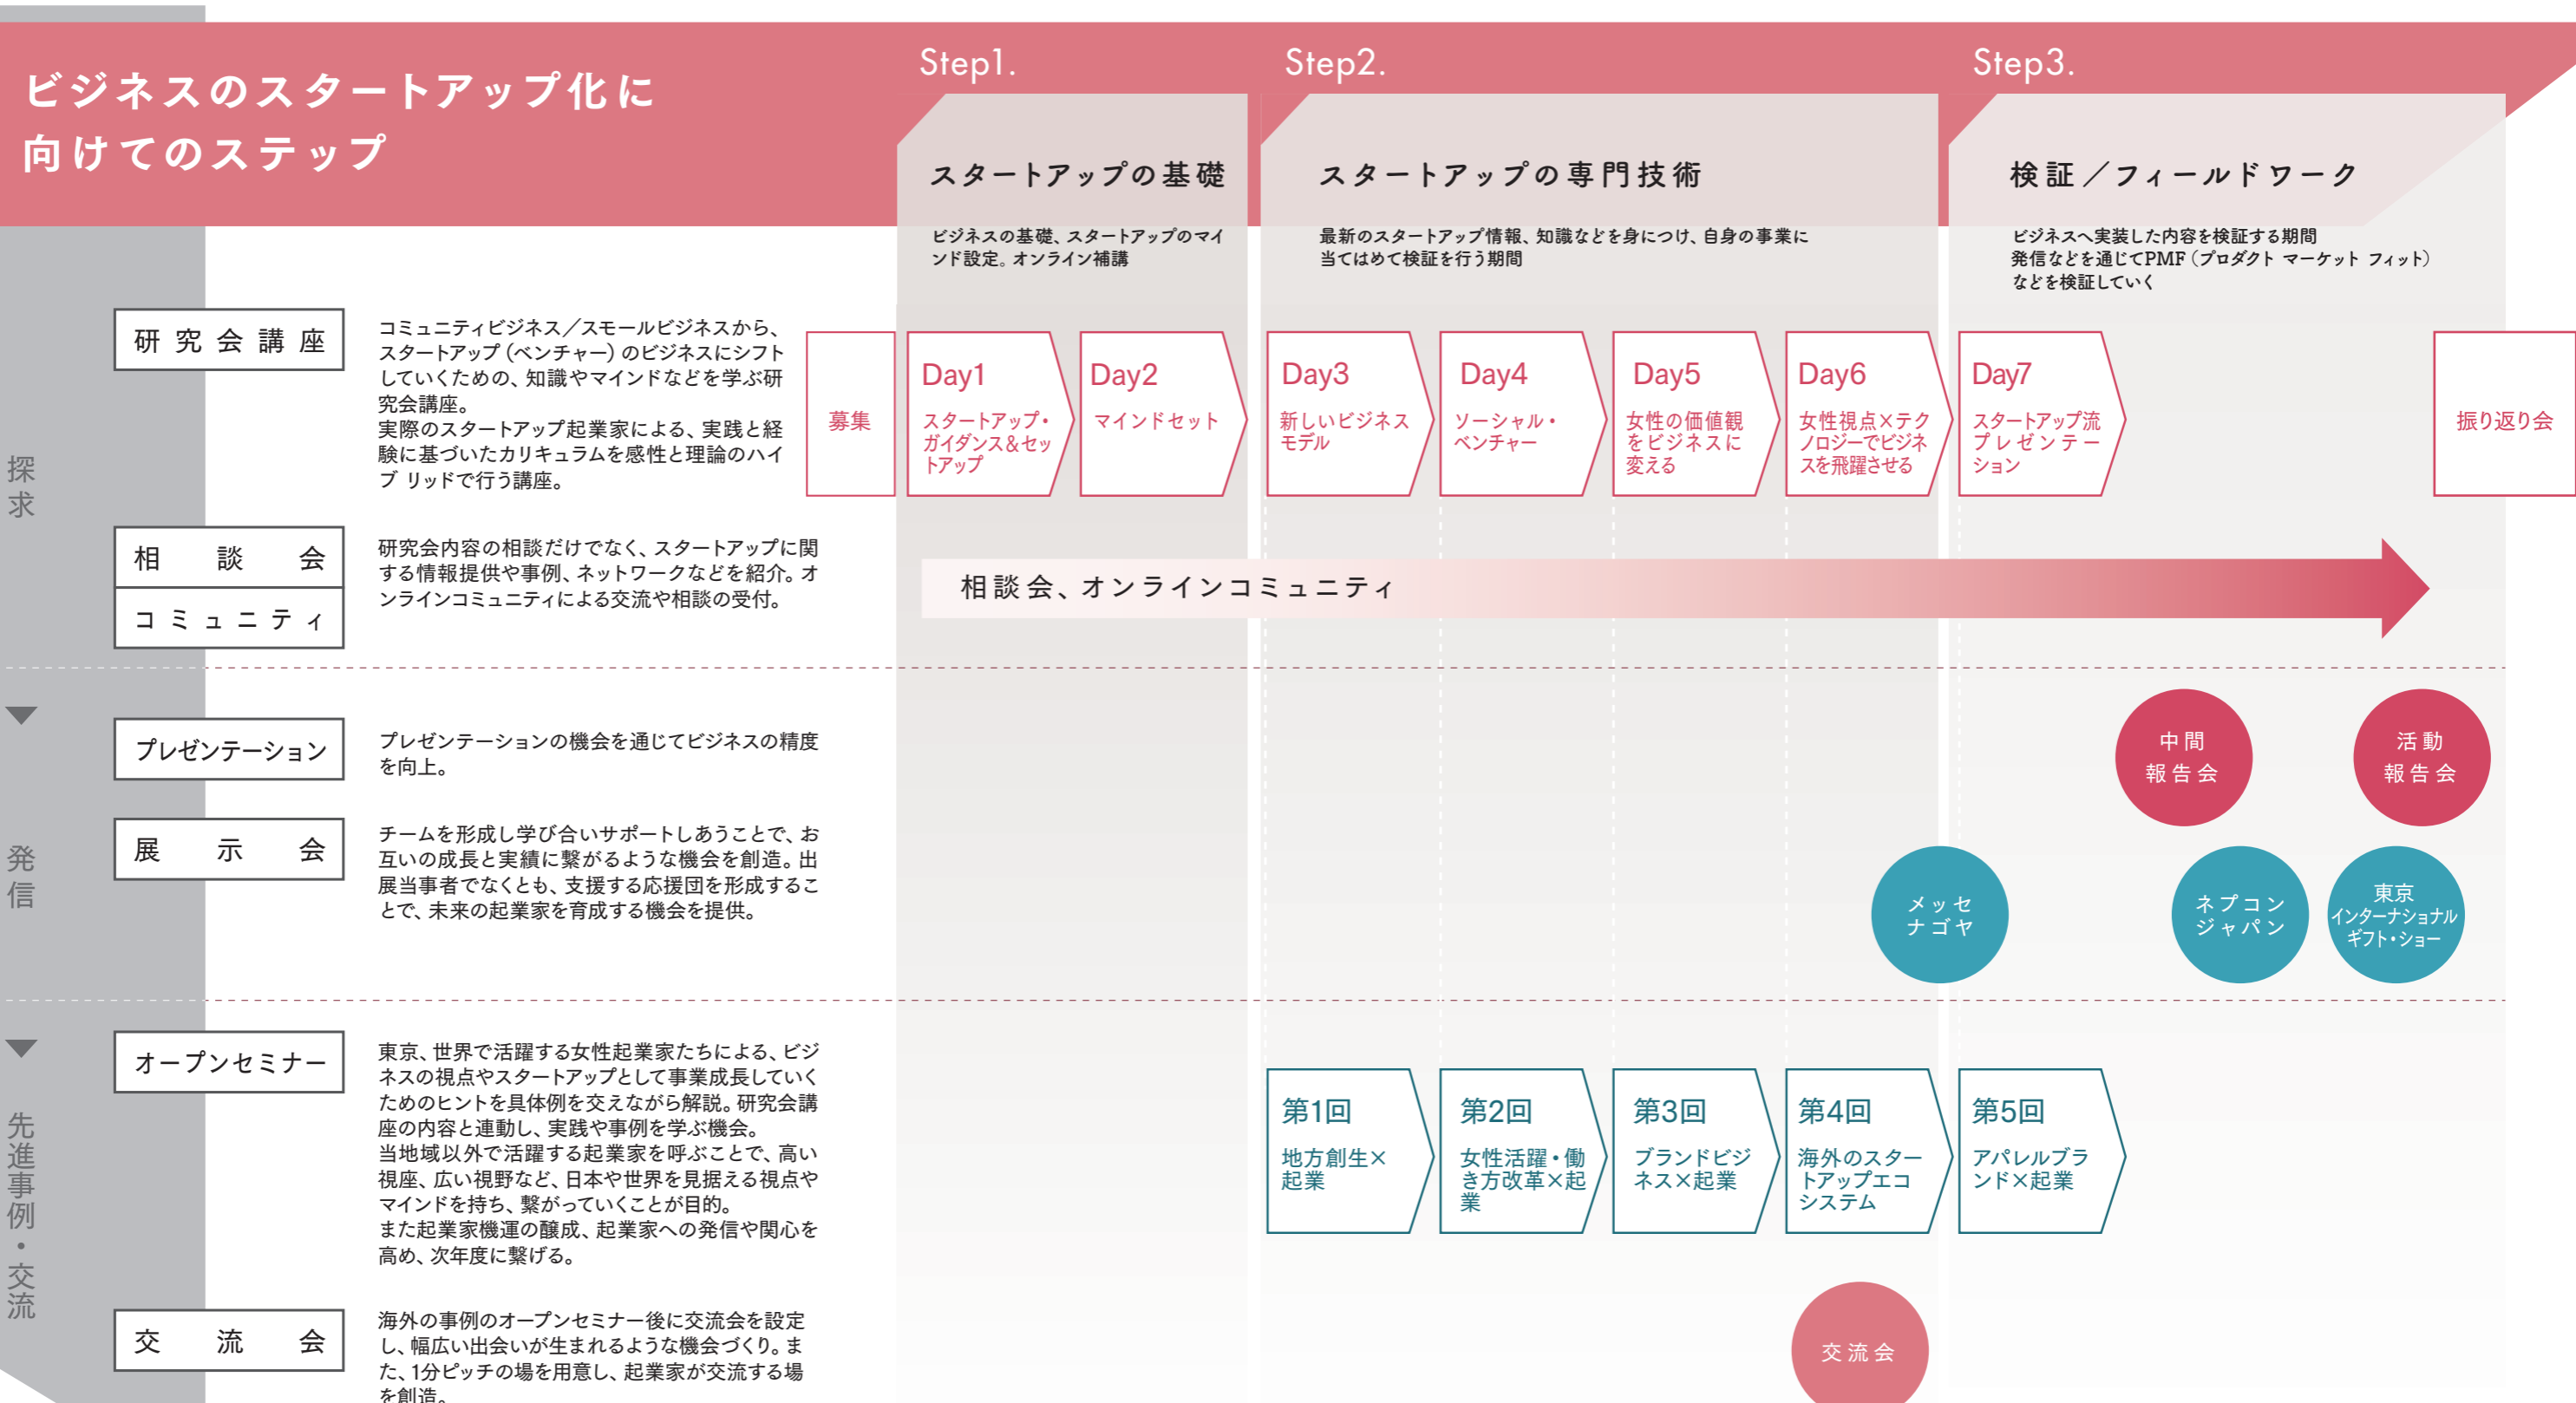 ビジネスのスタートアップ化に
向けてのステップ
Step1.
スタートアップの基礎
ビジネスの基礎、スタートアップのマイ
ンド設定。オンライン補講
Step2.
スタートアップの専門技術
最新のスタートアップ情報、知識などを身につけ、自身の事業に
当てはめて検証を行う期間
Step3.
検証／フィールドワーク
ビジネスへ実装した内容を検証する期間
発信などを通じてPMF（プロダクト マーケット フィット）
などを検証していく
探求
研究会講座
コミュニティビジネス／スモールビジネスから、
スタートアップ（ベンチャー）のビジネスにシフト
していくための、知識やマインドなどを学ぶ研
究会講座。
実際のスタートアップ起業家による、実践と経
験に基づいたカリキュラムを感性と理論のハイ
ブ リッドで行う講座。
募集
Day1
スタートアップ・
ガイダンス＆セッ
トアップ
Day2
マインドセット
Day3
新しいビジネス
モデル
Day4
ソーシャル・
ベンチャー
Day5
女性の価値観
をビジネスに
変える
Day6
女性視点×テク
ノロジーでビジネ
スを飛躍させる
Day7
スタートアップ流
プレゼンテー
ション
振り返り会
相談会
コミュニティ
研究会内容の相談だけでなく、スタートアップに関
する情報提供や事例、ネットワークなどを紹介。オ
ンラインコミュニティによる交流や相談の受付。
相談会、オンラインコミュニティ
発信
プレゼンテーション
プレゼンテーションの機会を通じてビジネスの精度
を向上。
中間
報告会
活動
報告会
展示会
チームを形成し学び合いサポートしあうことで、お
互いの成長と実績に繋がるような機会を創造。出
展当事者でなくとも、支援する応援団を形成するこ
とで、未来の起業家を育成する機会を提供。
メッセ
ナゴヤ
ネプコン
ジャパン
東京
インターナショナル
ギフト・ショー
先進事例・交流
オープンセミナー
東京、世界で活躍する女性起業家たちによる、ビジ
ネスの視点やスタートアップとして事業成長していく
ためのヒントを具体例を交えながら解説。研究会講
座の内容と連動し、実践や事例を学ぶ機会。
当地域以外で活躍する起業家を呼ぶことで、高い
視座、広い視野など、日本や世界を見据える視点や
マインドを持ち、繋がっていくことが目的。
また起業家機運の醸成、起業家への発信や関心を
高め、次年度に繋げる。
第1回
地方創生×
起業
第2回
女性活躍・働
き方改革×起
業
第3回
ブランドビジ
ネス×起業
第4回
海外のスター
トアップエコ
システム
第5回
アパレルブラ
ンド×起業
交流会
海外の事例のオープンセミナー後に交流会を設定
し、幅広い出会いが生まれるような機会づくり。ま
た、1分ピッチの場を用意し、起業家が交流する場
を創造。
交流会